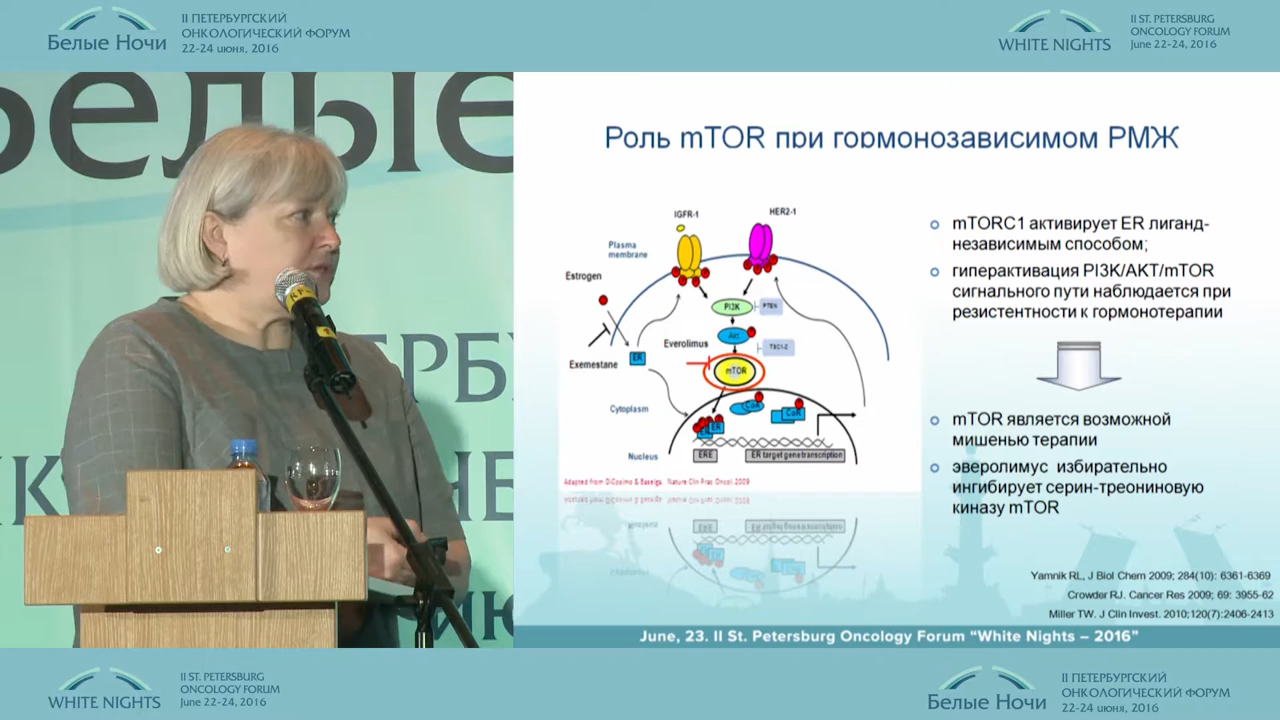 Белые Ночи
II ПЕТЕРБУРГСКИЙ
ОНКОЛОГИЧЕСКИЙ ФОРУМ
22-24 июня, 2016
WHITE NIGHTS
II ST. PETERSBURG
ONCOLOGY FORUM
June 22-24, 2016
Белые
Роль mTOR при гормонозависимом РМЖ
IGFR-1
HER2-1
Plasma
membrane
Estrogen
PI3K
PTEN
Akt
TSC1-2
Everolimus
ER
Exemestane
mTOR
Cytoplasm
CoA
CoR
ER
Nucleus
ERE
ER target gene transcription
Adapted from DiCosimo & Baselga Nature Clin Prac Oncol 2009
mTORC1 активирует ER лиганд-
независимым способом;
гиперактивация PI3K/AKT/mTOR
сигнального пути наблюдается при
резистентности к гормонотерапии
mTOR является возможной
мишенью терапии
эверолимус избирательно
ингибирует серин-треониновую
киназу mTOR
Yamnik RL, J Biol Chem 2009; 284(10): 6361-6369
Crowder RJ. Cancer Res 2009; 69: 3955-62
Miller TW. J Clin Invest. 2010;120(7):2406-2413
June, 23. II St. Petersburg Oncology Forum “White Nights – 2016”
WHITE NIGHTS
II ST. PETERSBURG
ONCOLOGY FORUM
June 22-24, 2016
Белые Ночи
II ПЕТЕРБУРГСКИЙ
ОНКОЛОГИЧЕСКИЙ ФОРУМ
22-24 июня, 2016